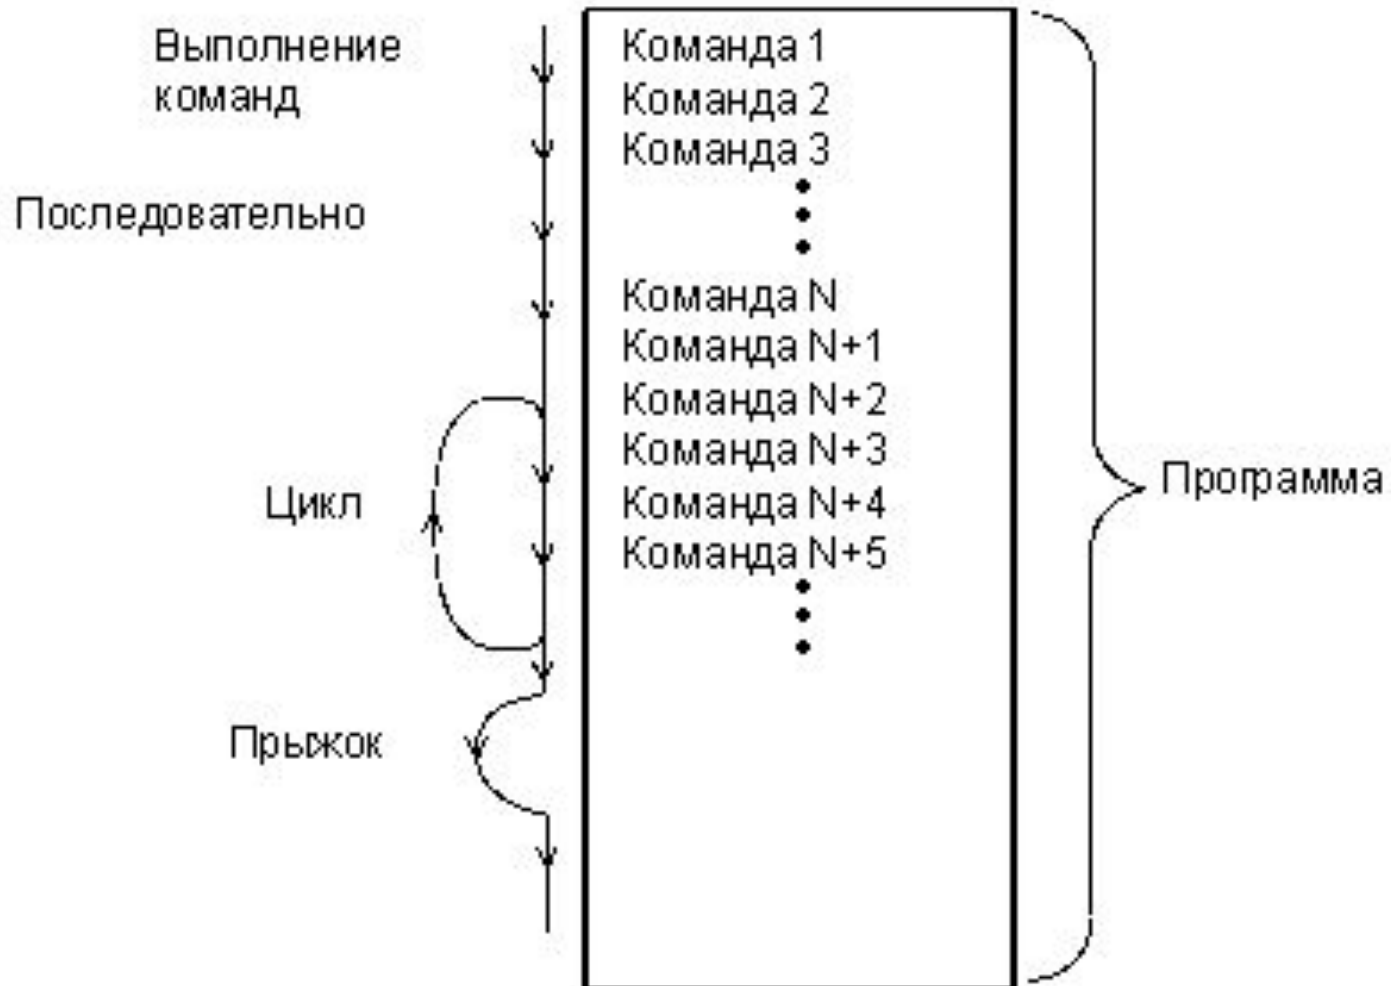 Выполнение
команд
Последовательно
Цикл
Прыжок
Команда 1
Команда 2
Команда 3
Команда N
Команда N+1
Команда N+2
Команда N+3
Команда N+4
Команда N+5
Программа